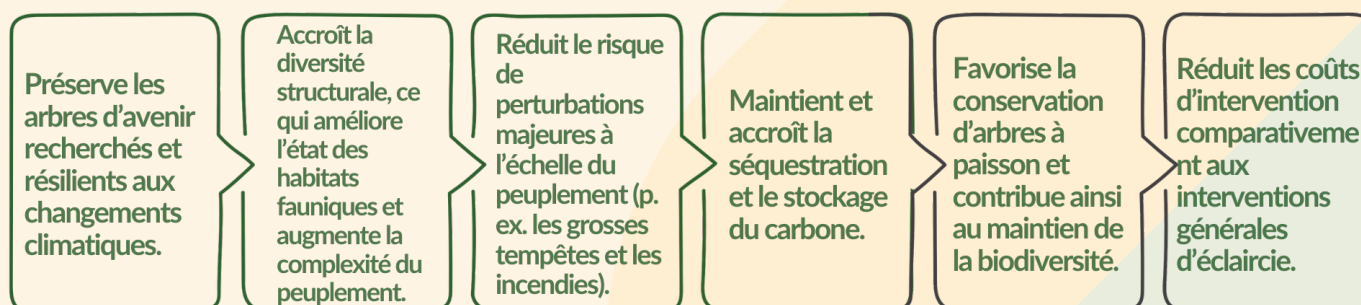 Préserve les
arbres d’avenir
recherchés et
résilients aux
changements
climatiques.
Accroît la
diversité
structurale, ce
qui améliore
l’état des
habitats
fauniques et
augmente la
complexité du
peuplement.
Réduit le risque
de
perturbations
majeures à
l’échelle du
peuplement (p.
ex. les grosses
tempêtes et les
incendies).
Maintient et
accroît la
séquestration
et le stockage
du carbone.
Favorise la
conservation
d’arbres à
paisson et
contribue ainsi
au maintien de
la biodiversité.
Réduit les coûts
d’intervention
comparativeme
nt aux
interventions
générales
d’éclaircie.